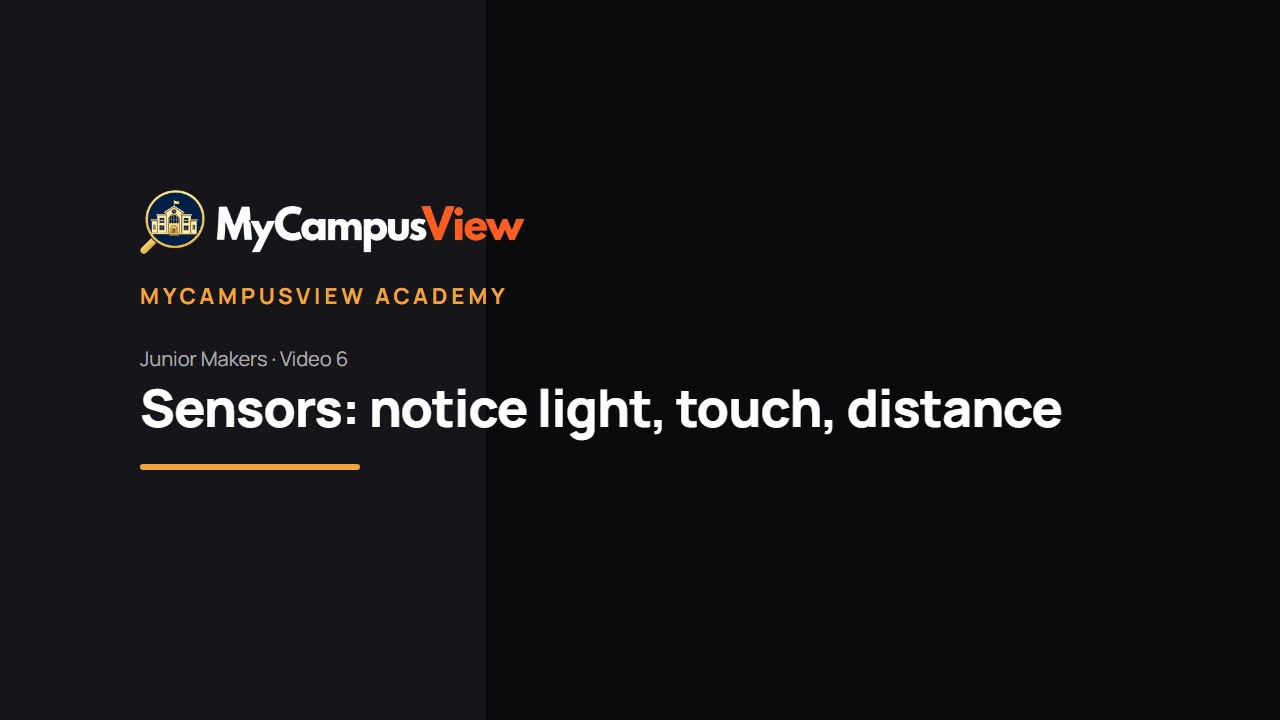 MyCampusView
MYCAMPUSVIEW ACADEMY
Junior Makers · Video 6
Sensors: notice light, touch, distance